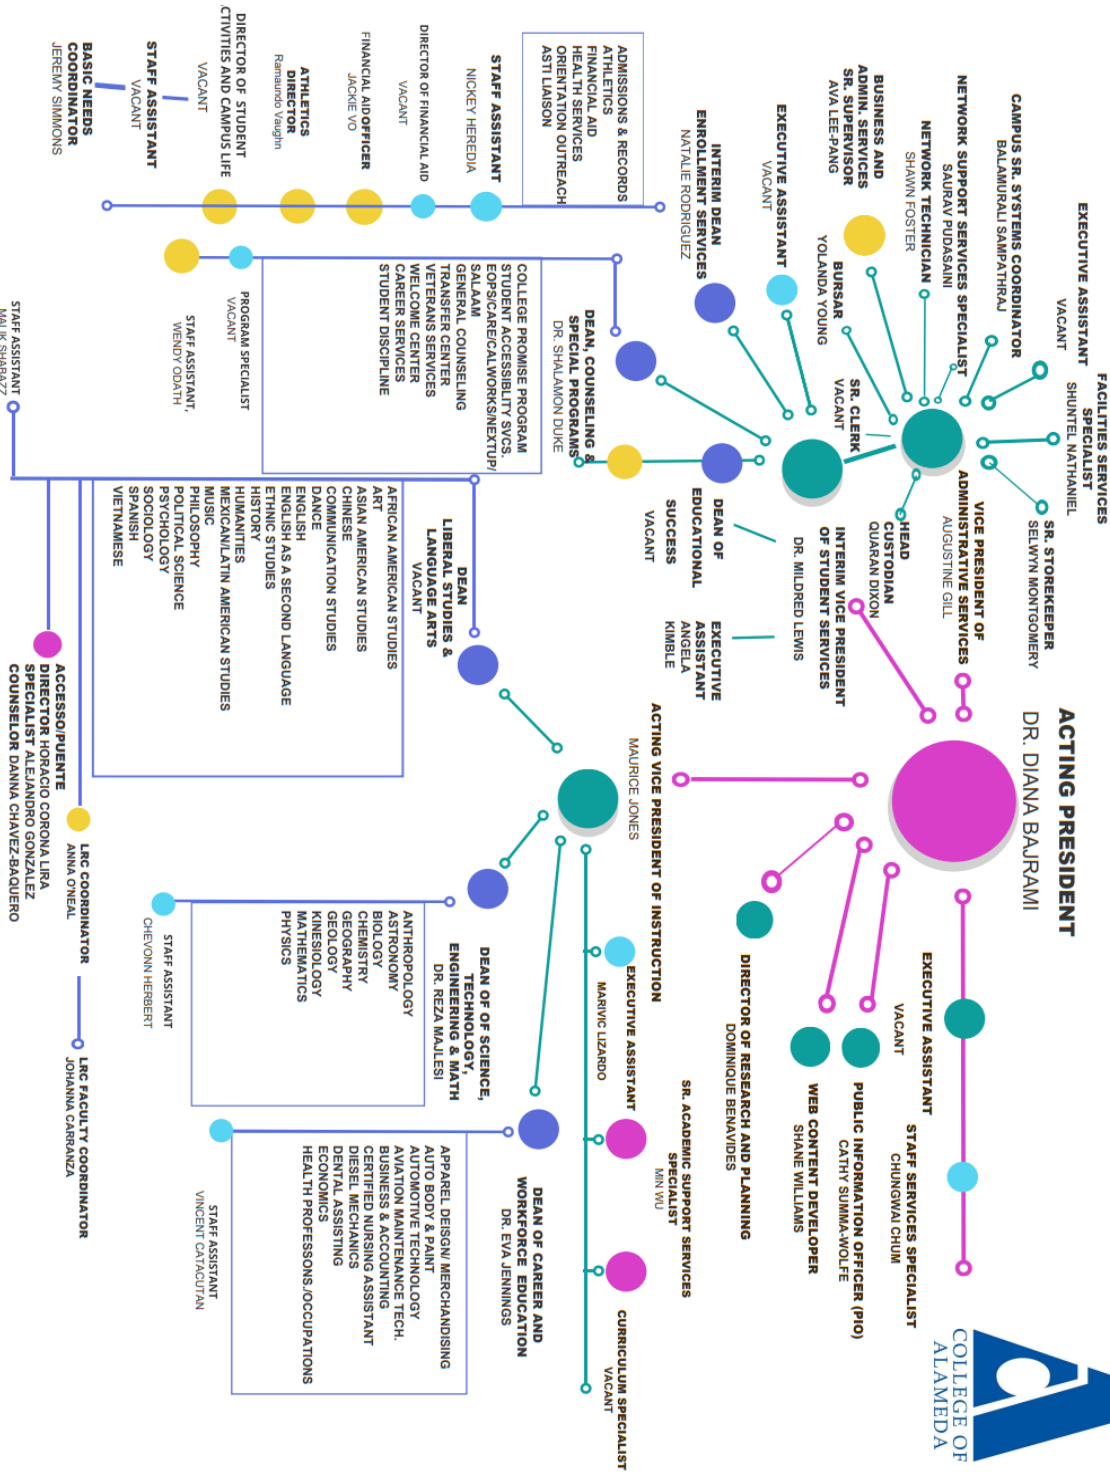 ACTING PRESIDENT
DR. DIANA BAJRAMI
COLLEGE OF
ALAMEDA
EXECUTIVE ASSISTANT
VACANT
FACILITIES SERVICES
SPECIALIST
SHUNTEL NATHANIEL
SR. STOREKEEPER
SELWYN MONTGOMERY
CAMPUS SR. SYSTEMS COORDINATOR
BALAMURALI SAMPATHRAJ
NETWORK SUPPORT SERVICES SPECIALIST
SAURAV PUDASAINI
NETWORK TECHNICIAN
SHAWN FOSTER
BUSINESS AND
ADMIN. SERVICES
SR. SUPERVISOR
AVA LEE-PANG
BURSAR
YOLANDA YOUNG
SR. CLERK
VACANT
VICE PRESIDENT OF
ADMINISTRATIVE SERVICES
AUGUSTINE GILL
HEAD
CUSTODIAN
QUARAN DIXON
EXECUTIVE ASSISTANT
VACANT
STAFF SERVICES SPECIALIST
CHUNGWAI CHUM
PUBLIC INFORMATION OFFICER (PIO)
CATHY SUMMA-WOLFE
WEB CONTENT DEVELOPER
SHANE WILLIAMS
DIRECTOR OF RESEARCH AND PLANNING
DOMINIQUE BENAVIDES
INTERIM VICE PRESIDENT
OF STUDENT SERVICES
DR. MILDRED LEWIS
EXECUTIVE ASSISTANT
VACANT
INTERIM DEAN
ENROLLMENT SERVICES
NATALIE RODRIGUEZ
DEAN OF
EDUCATIONAL
SUCCESS
VACANT
EXECUTIVE
ASSISTANT
ANGELA
KIMBLE
ADMISSIONS & RECORDS
ATHLETICS
FINANCIAL AID
HEALTH SERVICES
ORIENTATION OUTREACH
ASTI LIAISON
STAFF ASSISTANT
NICKEY HEREDIA
DIRECTOR OF FINANCIAL AID
VACANT
FINANCIAL AIDOFFICER
JACKIE VO
ATHLETICS
DIRECTOR
Ramaundo Vaughn
DIRECTOR OF STUDENT
CTIVITIES AND CAMPUS LIFE
VACANT
STAFF ASSISTANT
VACANT
BASIC NEEDS
COORDINATOR
JEREMY SIMMONS
DEAN, COUNSELING &
SPECIAL PROGRAMS
DR. SHALAMON DUKE
COLLEGE PROMISE PROGRAM
STUDENT ACCESSIBLITY SVCS.
EOPS/CARE/CALWORKS/NEXTUP/
SALAAM
GENERAL COUNSELING
TRANSFER CENTER
VETERANS SERVICES
WELCOME CENTER
CAREER SERVICES
STUDENT DISCIPLINE
PROGRAM SPECIALIST
VACANT
STAFF ASSISTANT,
WENDY ODATH
ACTING VICE PRESIDENT OF INSTRUCTION
MAURICE JONES
EXECUTIVE ASSISTANT
MARIVIC LIZARDO
SR. ACADEMIC SUPPORT SERVICES
SPECIALIST
MIN WU
CURRICULUM SPECIALIST
VACANT
DEAN
LIBERAL STUDIES &
LANGUAGE ARTS
VACANT
AFRICAN AMERICAN STUDIES
ART
ASIAN AMERICAN STUDIES
CHINESE
COMMUNICATION STUDIES
DANCE
ENGLISH
ENGLISH AS A SECOND LANGUAGE
ETHNIC STUDIES
HISTORY
HUMANITIES
MEXICAN/LATIN AMERICAN STUDIES
MUSIC
PHILOSOPHY
POLITICAL SCIENCE
PSYCHOLOGY
SOCIOLOGY
SPANISH
VIETNAMESE
DEAN OF OF SCIENCE,
TECHNOLOGY,
ENGINEERING & MATH
DR. REZA MAJLESI
ANTHROPOLOGY
ASTRONOMY
BIOLOGY
CHEMISTRY
GEOGRAPHY
GEOLOGY
KINESIOLOGY
MATHEMATICS
PHYSICS
STAFF ASSISTANT
CHEVONN HERBERT
DEAN OF CAREER AND
WORKFORCE EDUCATION
DR. EVA JENNINGS
APPAREL DEISGN/ MERCHANDISING
AUTO BODY & PAINT
AUTOMOTIVE TECHNOLOGY
AVIATION MAINTENANCE TECH.
BUSINESS & ACCOUNTING
CERTIFIED NURSING ASSISTANT
DIESEL MECHANICS
DENTAL ASSISTING
ECONOMICS
HEALTH PROFESSONS./OCCUPATIONS
STAFF ASSISTANT
VINCENT CATACUTAN
LRC COORDINATOR
ANNA O'NEAL
LRC FACULTY COORDINATOR
JOHANNA CARRANZA
ACCESSO/PUENTE
DIRECTOR HORACIO CORONA LIRA
SPECIALIST ALEJANDRO GONZALEZ
COUNSELOR DANNA CHAVEZ-BAQUERO
STAFF ASSISTANT